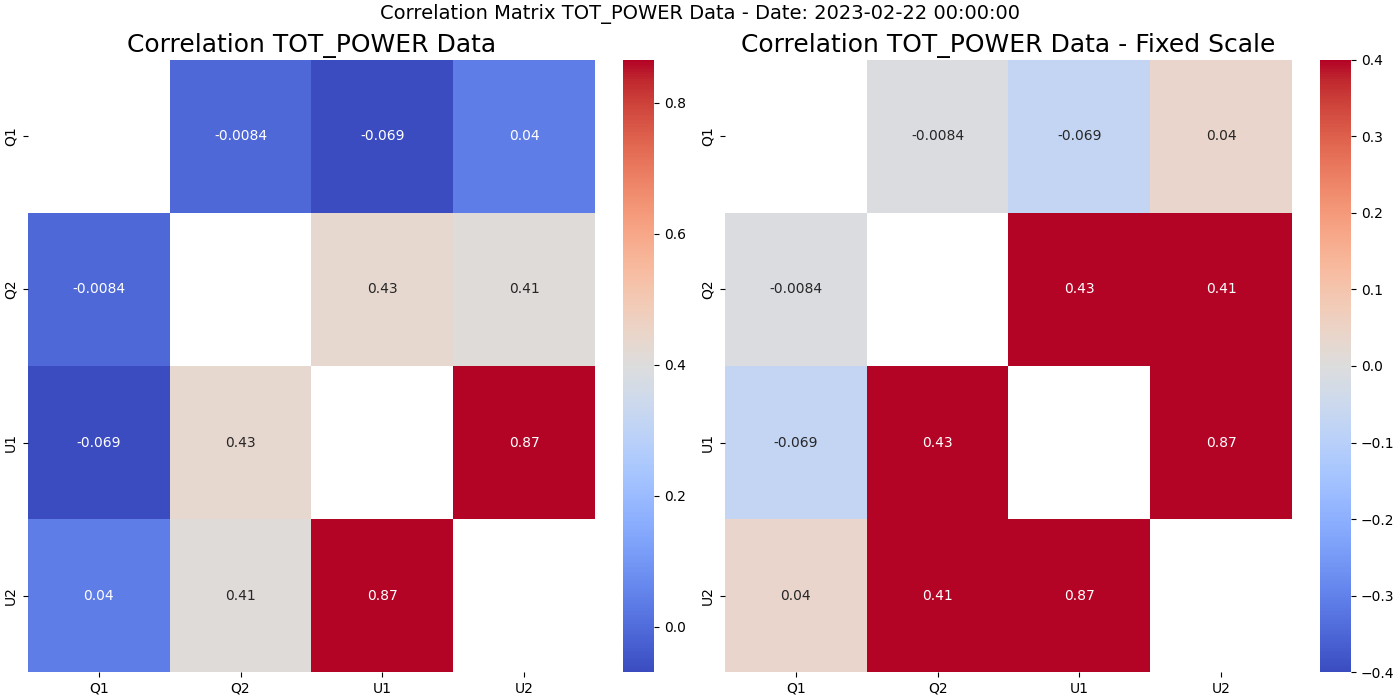 Correlation Matrix TOT_POWER Data - Date: 2023-02-22 00:00:00
Correlation TOT_POWER Data
Q1 -0.0084 -0.069 0.04
Q2 -0.0084 0.43 0.41
U1 -0.069 0.43 0.87
U2 0.04 0.41 0.87
Q1 Q2 U1 U2
0.8
0.6
0.4
0.2
0.0
Correlation TOT_POWER Data - Fixed Scale
Q1 -0.0084 -0.069 0.04
Q2 -0.0084 0.43 0.41
U1 -0.069 0.43 0.87
U2 0.04 0.41 0.87
Q1 Q2 U1 U2
0.4
0.3
0.2
0.1
0.0
−0.1
−0.2
−0.3
−0.4